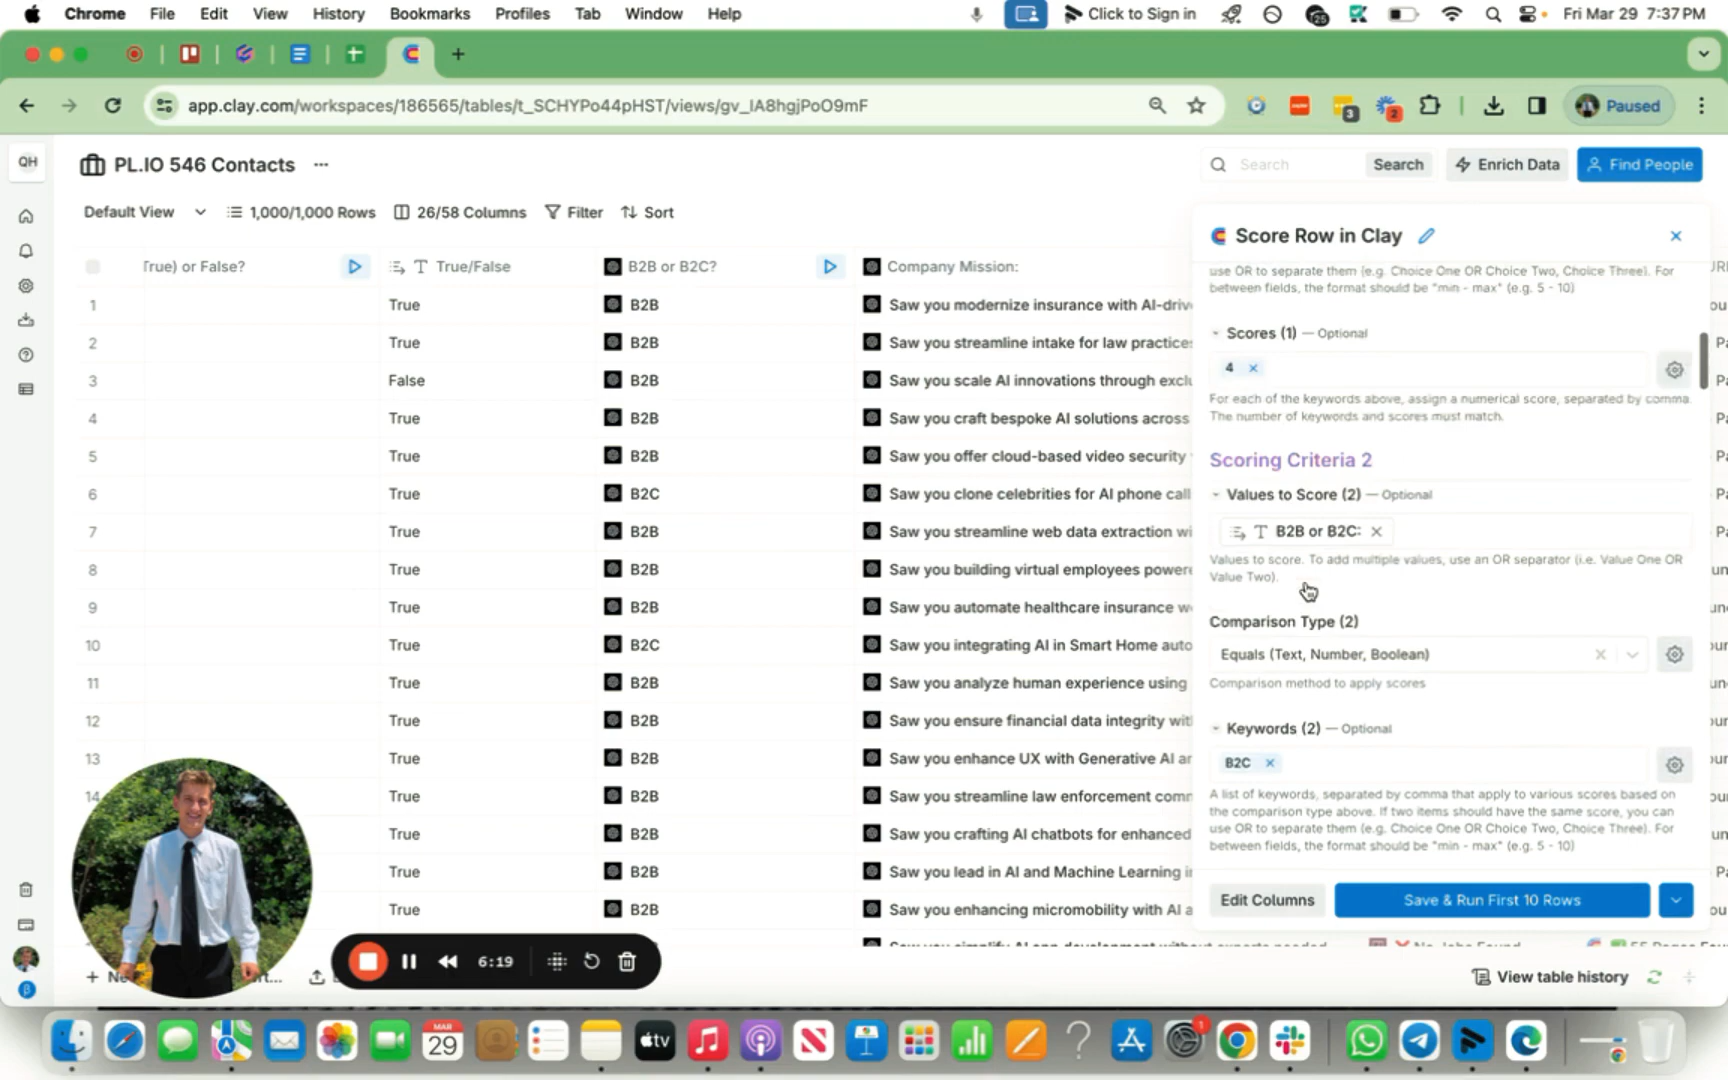 Chrome File Edit View History Bookmarks Profiles Tab Window Help
Click to Sign in 25 Fri Mar 29 7:37 PM
app.clay.com/workspaces/186565/tables/t_SCHYPo44pHST/views/gv_IA8hgjPoO9mF
3 2 Paused
QH
PL.IO 546 Contacts
Search Search Enrich Data Find People
Default View 1,000/1,000 Rows 26/58 Columns Filter Sort
True) or False? True/False B2B or B2C? Company Mission:
1 True B2B Saw you modernize insurance with AI-driv
2 True B2B Saw you streamline intake for law practice
3 False B2B Saw you scale AI innovations through
4 True B2B Saw you craft bespoke AI solutions across
5 True B2B Saw you offer cloud-based video security
6 True B2C Saw you clone celebrities for AI phone call
7 True B2B Saw you streamline web data extraction wi
8 True B2B Saw you building virtual employees power
9 True B2B Saw you automate healthcare insurance w
10 True B2C Saw you integrating AI in Smart Home auto
11 True B2B Saw you analyze human experience using
12 True B2B Saw you ensure financial data integrity wit
13 True B2B Saw you enhance UX with Generative AI a
14 True B2B Saw you streamline law enforcement com
True B2B Saw you crafting AI chatbots for enhanced
True B2B Saw you lead in AI and Machine Learning i
True B2B Saw you enhancing micromobility with AI a
Score Row in Clay
use OR to separate them (e.g. Choice One OR Choice Two, Choice Three). For
between fields, the format should be "min - max" (e.g. 5 - 10)
Scores (1) — Optional
4
For each of the keywords above, assign a numerical score, separated by comma.
The number of keywords and scores must match.
Scoring Criteria 2
Values to Score (2) — Optional
B2B or B2C:
Values to score. To add multiple values, use an OR separator (i.e. Value One OR
Value Two).
Comparison Type (2)
Equals (Text, Number, Boolean)
Comparison method to apply scores
Keywords (2) — Optional
B2C
A list of keywords, separated by comma that apply to various scores based on
the comparison type above. If two items should have the same score, you can
use OR to separate them (e.g. Choice One OR Choice Two, Choice Three). For
between fields, the format should be "min - max" (e.g. 5 - 10)
Edit Columns Save & Run First 10 Rows
6:19
View table history
MAR
29
tv
1